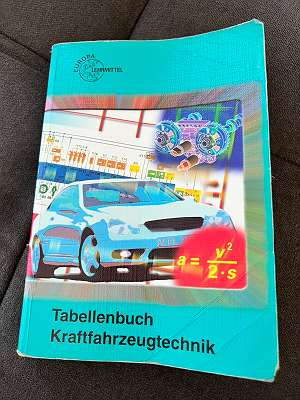 EUROPA
LEHRMITTEL
a = v²/2·s
Tabellenbuch
Kraftfahrzeugtechnik